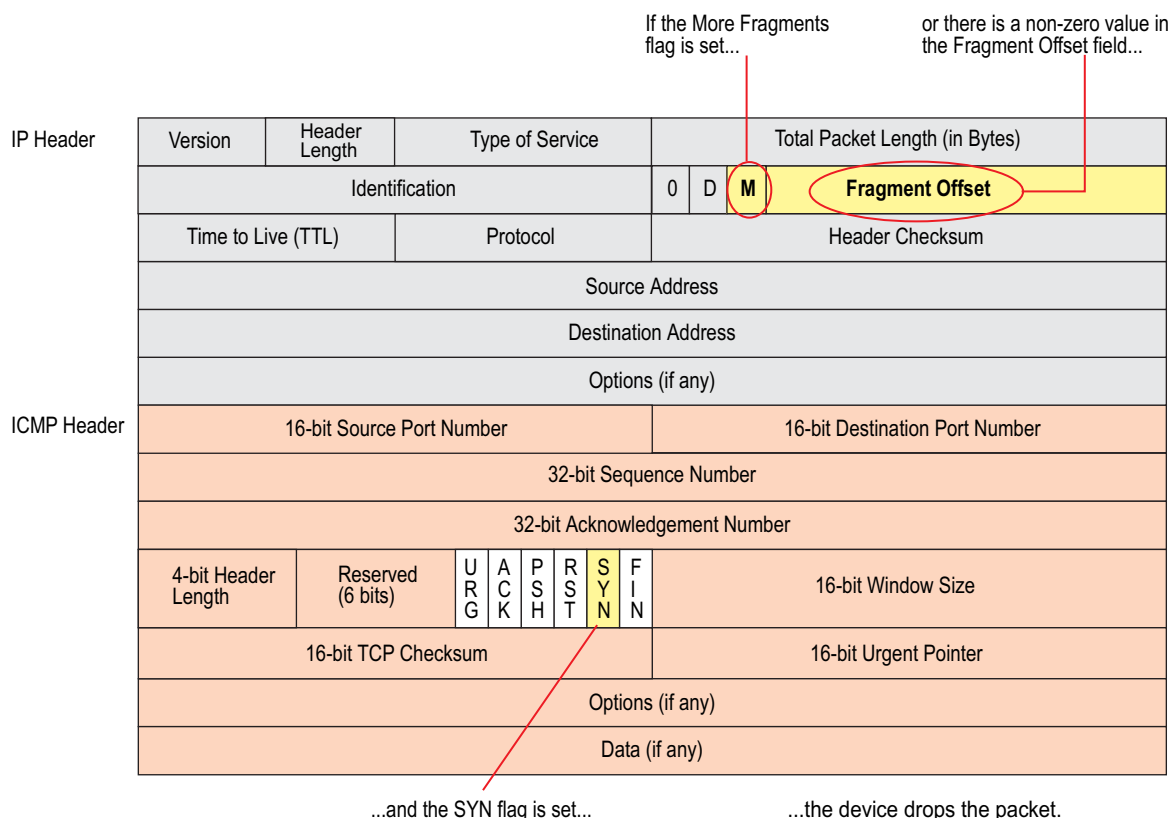 If the More Fragments
flag is set...
or there is a non-zero value in
the Fragment Offset field...
IP Header
Version
Header
Length
Type of Service
Total Packet Length (in Bytes)
Identification
0
D
M
Fragment Offset
Time to Live (TTL)
Protocol
Header Checksum
Source Address
Destination Address
Options (if any)
ICMP Header
16-bit Source Port Number
16-bit Destination Port Number
32-bit Sequence Number
32-bit Acknowledgement Number
4-bit Header
Length
Reserved
(6 bits)
URG
ACK
PSH
RST
SYN
FIN
16-bit Window Size
16-bit TCP Checksum
16-bit Urgent Pointer
Options (if any)
Data (if any)
...and the SYN flag is set...
...the device drops the packet.